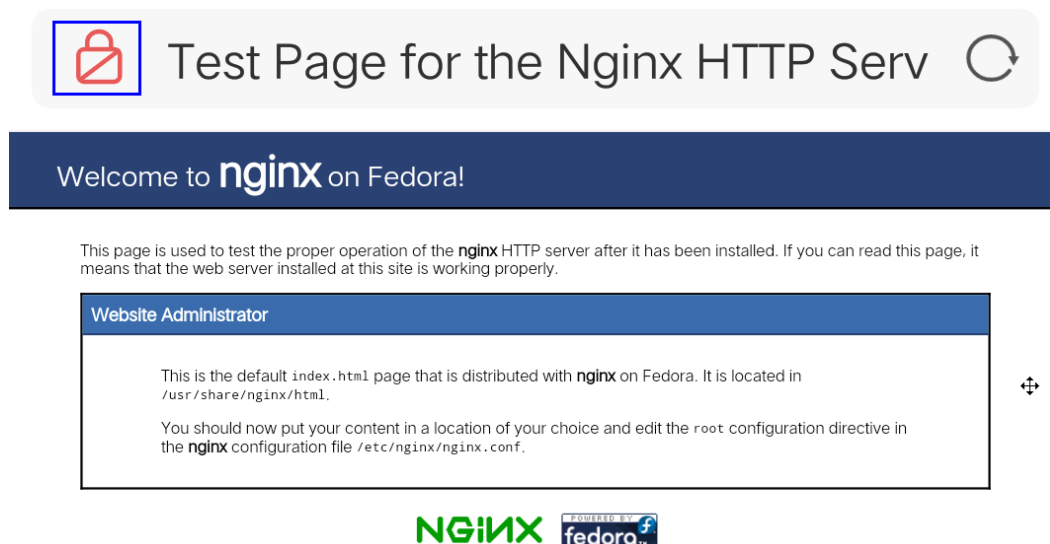 Test Page for the Nginx HTTP Serv
Welcome to nginx on Fedora!
This page is used to test the proper operation of the nginx HTTP server after it has been installed. If you can read this page, it
means that the web server installed at this site is working properly.
Website Administrator
This is the default index.html page that is distributed with nginx on Fedora. It is located in
/usr/share/nginx/html.
You should now put your content in a location of your choice and edit the root configuration directive in
the nginx configuration file /etc/nginx/nginx.conf.
NGiNX
POWERED BY
fedora